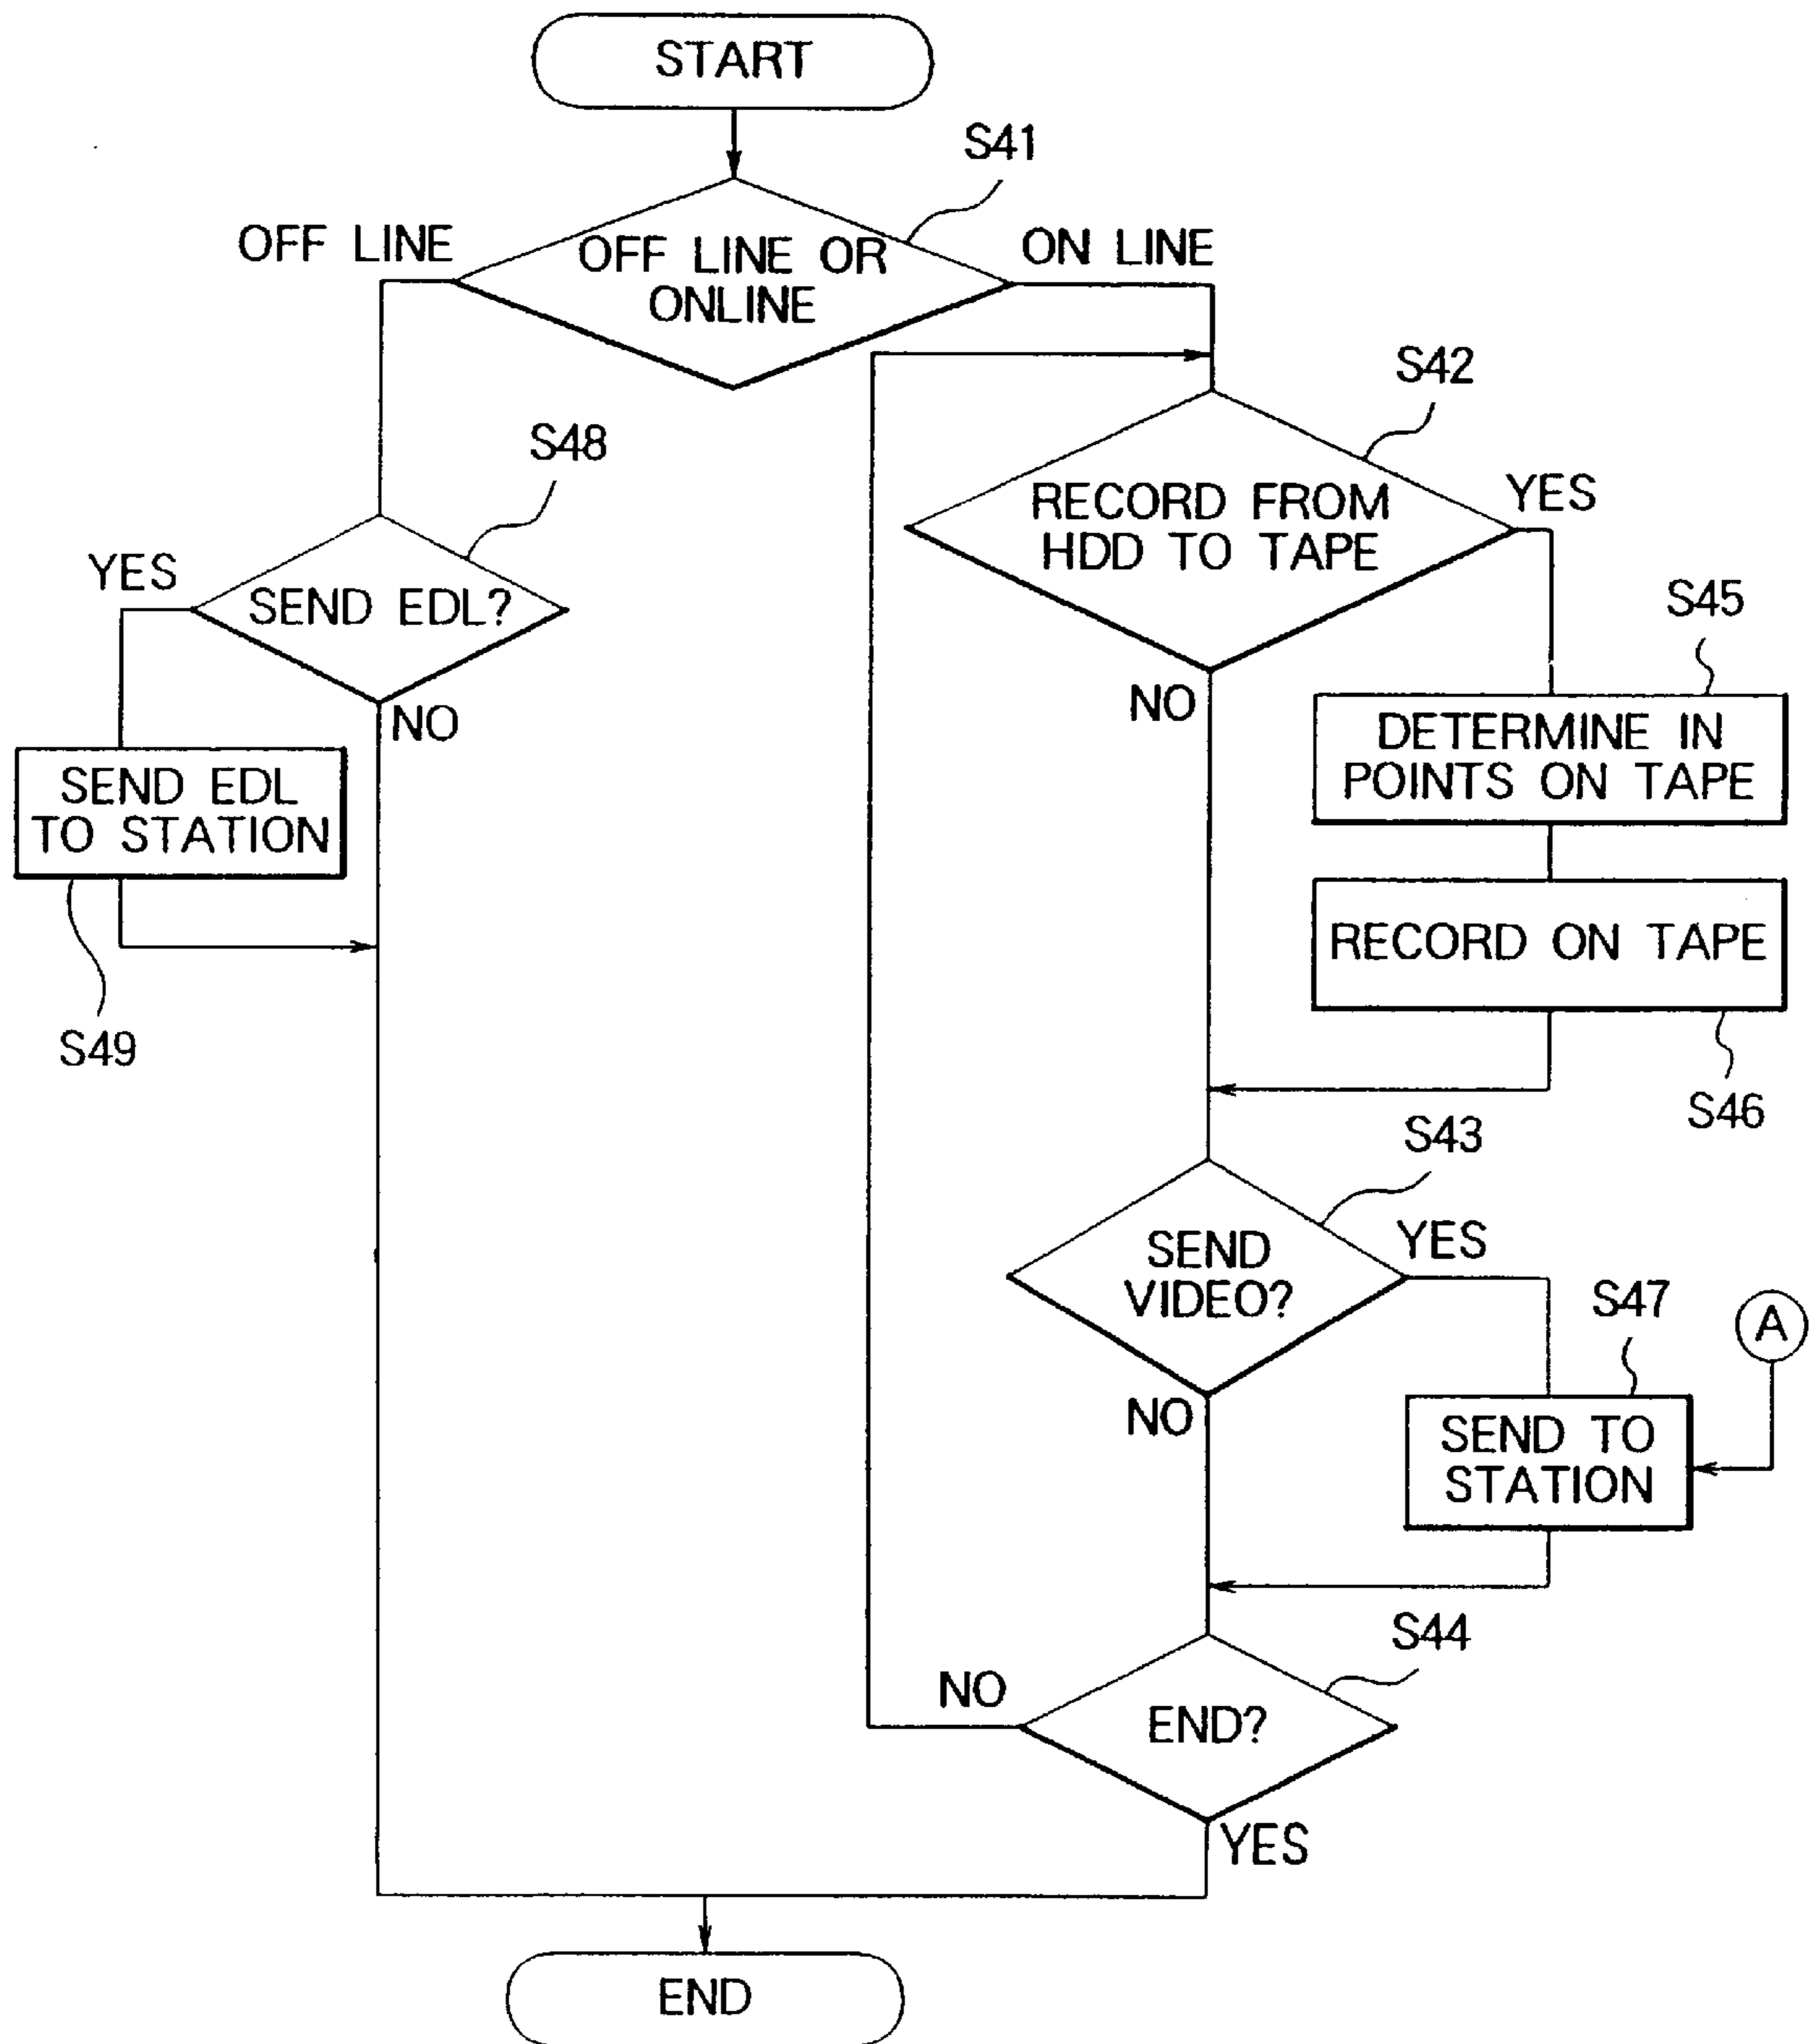 START
S41
OFF LINE
OFF LINE OR
ONLINE
ON LINE
S42
S48
RECORD FROM
HDD TO TAPE
YES
YES
SEND EDL?
S45
NO
NO
DETERMINE IN
POINTS ON TAPE
SEND EDL
TO STATION
RECORD ON TAPE
S49
S46
S43
SEND
VIDEO?
YES
S47
A
NO
SEND TO
STATION
S44
NO
END?
YES
END